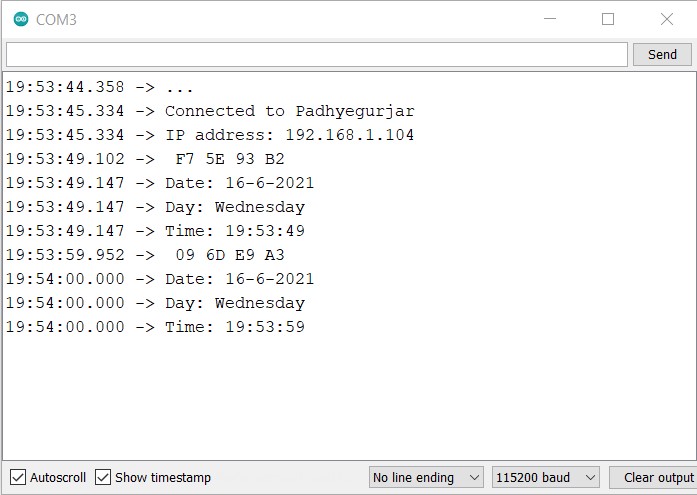 COM3
Send
19:53:44.358 -> ...
19:53:45.334 -> Connected to Padhyegurjar
19:53:45.334 -> IP address: 192.168.1.104
19:53:49.102 ->  F7 5E 93 B2
19:53:49.147 -> Date: 16-6-2021
19:53:49.147 -> Day: Wednesday
19:53:49.147 -> Time: 19:53:49
19:53:59.952 ->  09 6D E9 A3
19:54:00.000 -> Date: 16-6-2021
19:54:00.000 -> Day: Wednesday
19:54:00.000 -> Time: 19:53:59
Autoscroll Show timestamp No line ending 115200 baud Clear output